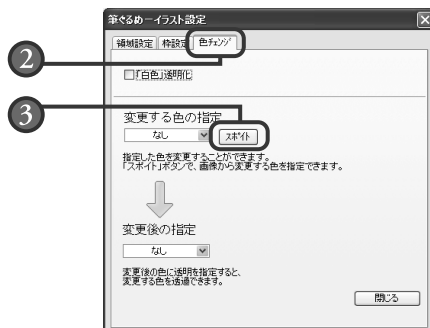 筆ぐるめーイラスト設定
領域設定 枠設定 色チェンジ
2
「白色」透明化
3
変更する色の指定
なし スポイト
指定した色を変更することができます。
「スポイト」ボタンで、画像から変更する色を指定できます。
変更後の指定
なし
変更後の色に透明を指定すると、
変更する色を透過できます。
閉じる